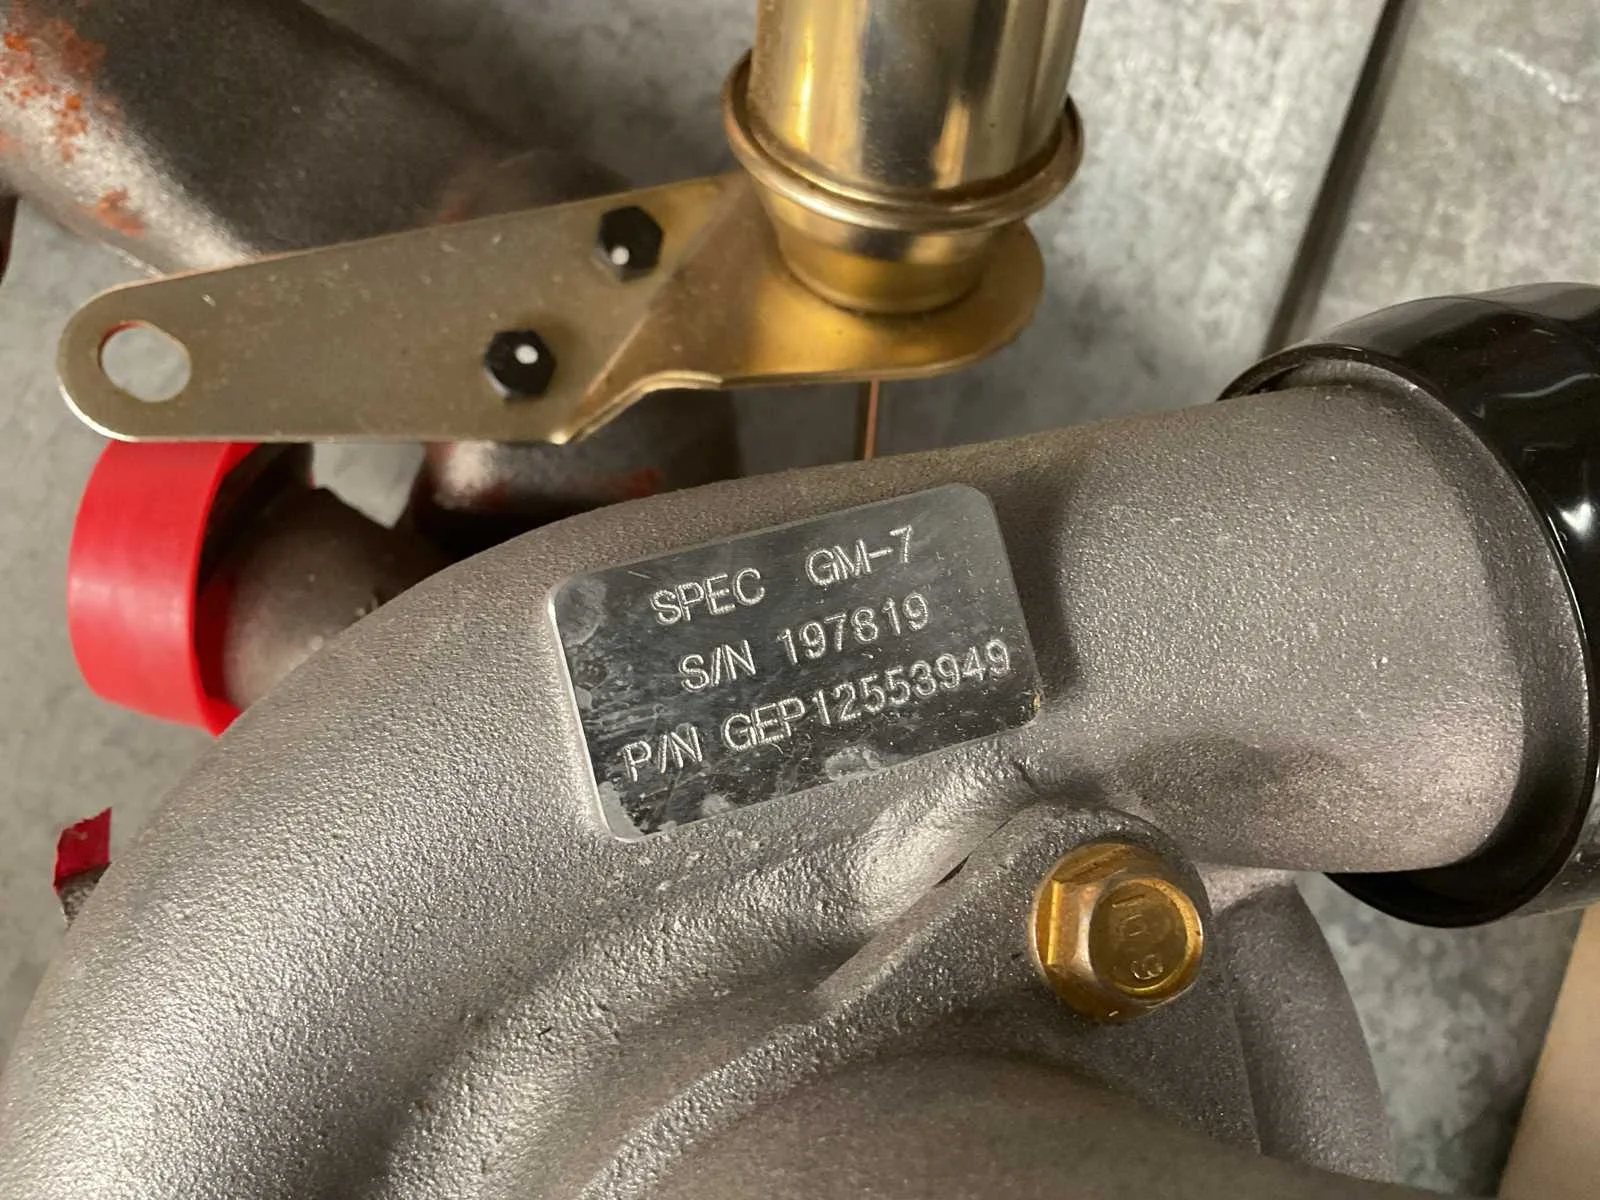 SPEC GM-7
S/N 197819
P/N GEP12553949